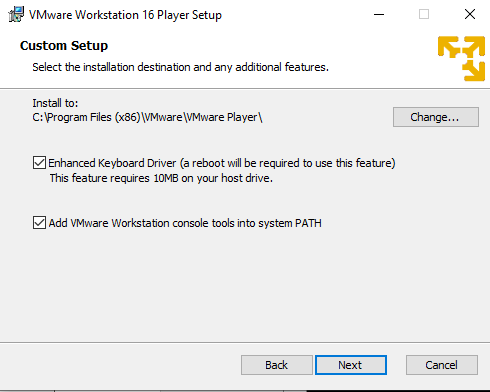 VMware Workstation 16 Player Setup
Custom Setup
Select the installation destination and any additional features.
Install to:
C:\Program Files (x86)\VMware\VMware Player\
Change...
Enhanced Keyboard Driver (a reboot will be required to use this feature)
This feature requires 10MB on your host drive.
Add VMware Workstation console tools into system PATH
Back
Next
Cancel